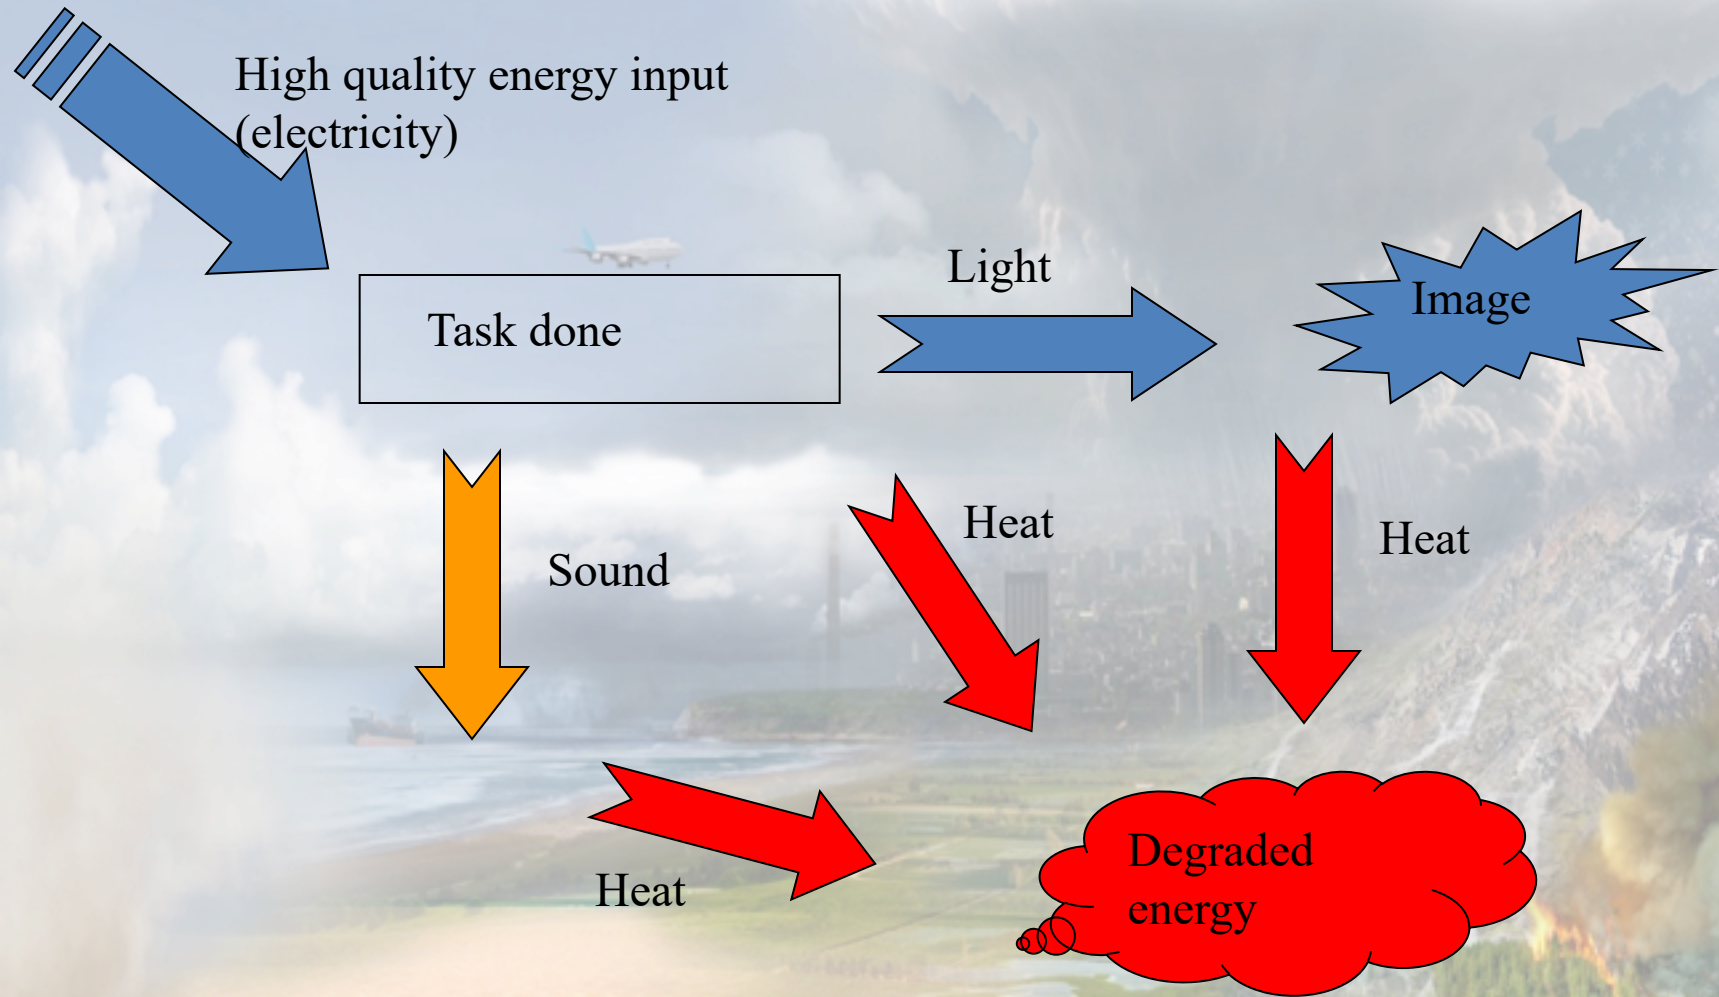 High quality energy input
(electricity)
Light
Image
Task done
Heat
Heat
Sound
Degraded
energy
Heat